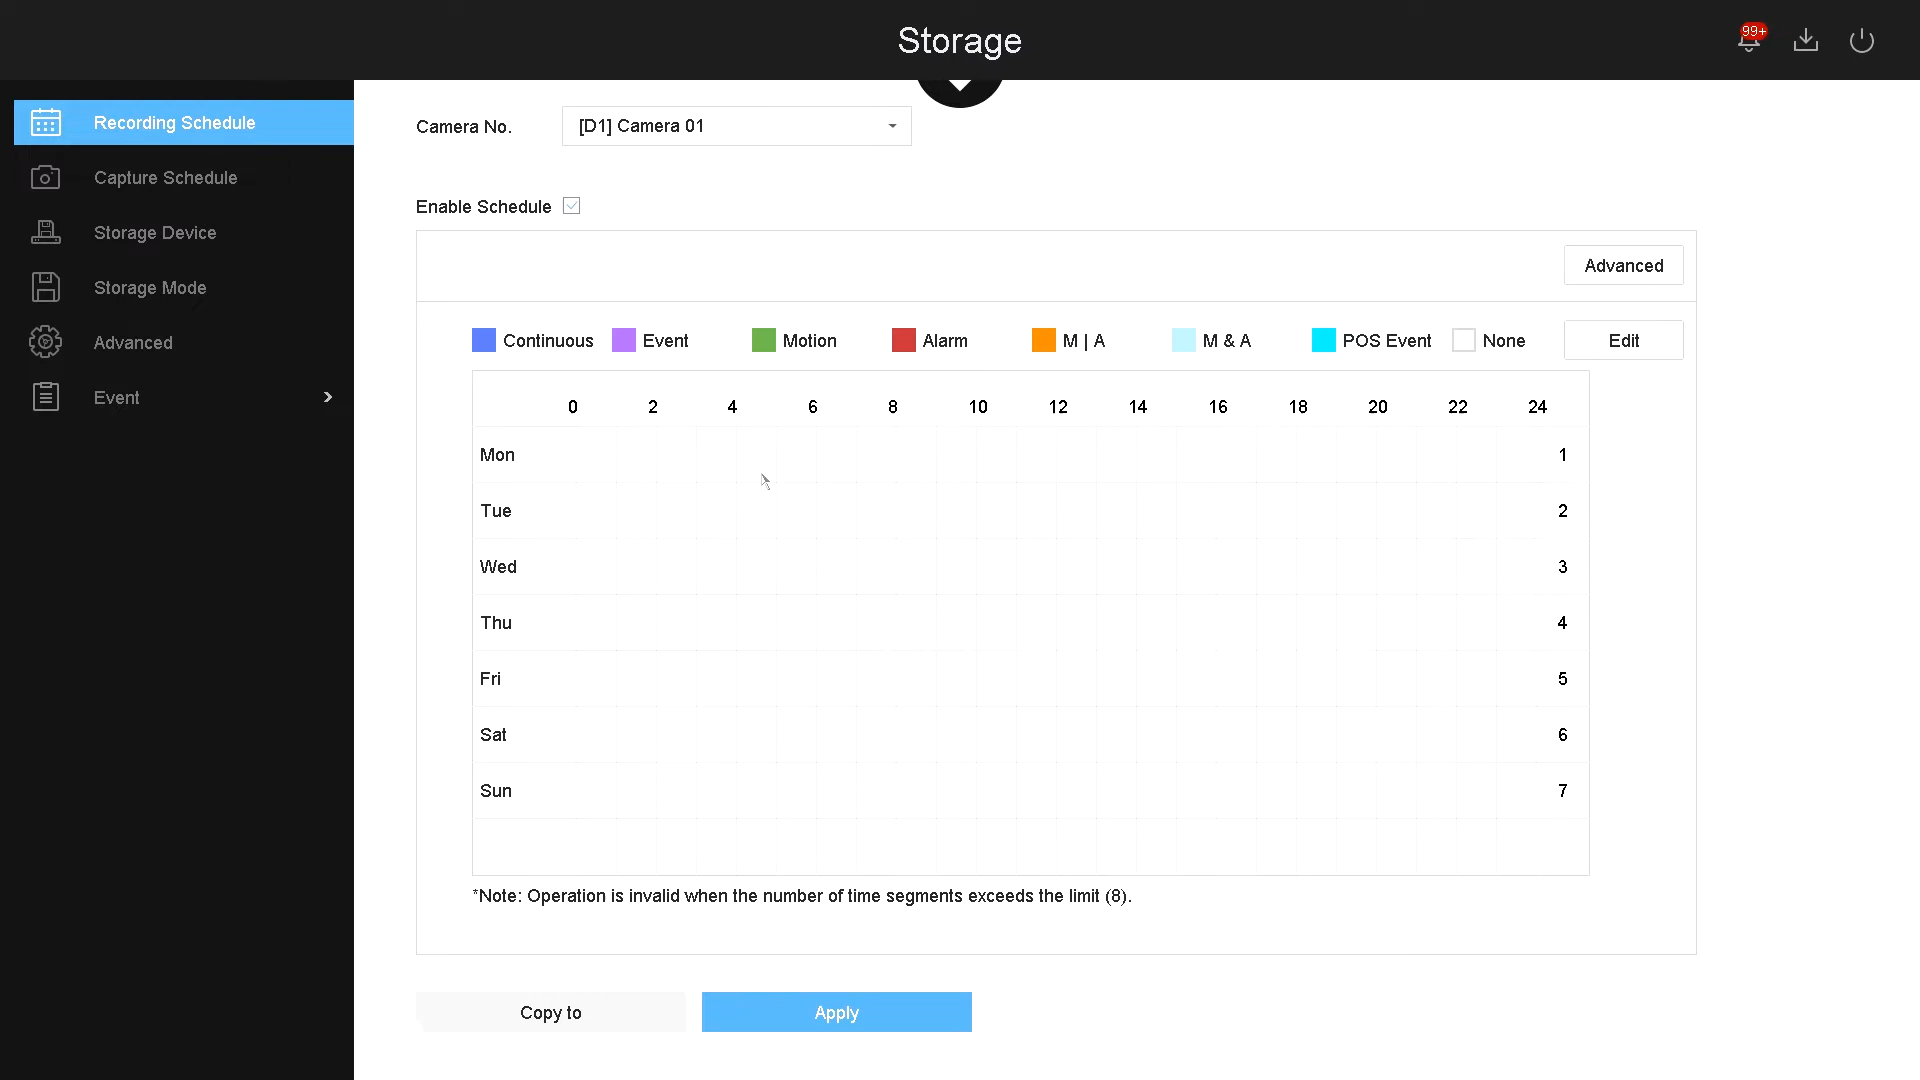 Storage
99+
Recording Schedule
Capture Schedule
Storage Device
Storage Mode
Advanced
Event
Camera No. [D1] Camera 01
Enable Schedule
Advanced
Continuous Event Motion Alarm M | A M & A POS Event None Edit
0 2 4 6 8 10 12 14 16 18 20 22 24
Mon 1
Tue 2
Wed 3
Thu 4
Fri 5
Sat 6
Sun 7
*Note: Operation is invalid when the number of time segments exceeds the limit (8).
Copy to Apply